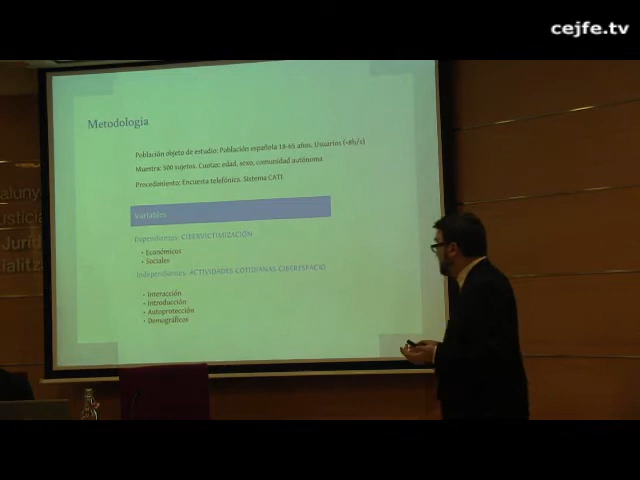 cejfe.tv
Metodología
Población objeto de estudio: Población española 18-65 años. Usuarios (>8h/s)
Muestra: 500 sujetos. Cuotas: edad, sexo, comunidad autónoma
Procedimiento: Encuesta telefónica. Sistema CATI
Variables
Dependientes: CIBERVICTIMIZACIÓN
• Económicos
• Sociales
Independientes: ACTIVIDADES COTIDIANAS CIBERESPACIO
• Interacción
• Introducción
• Autoprotección
• Demográficos